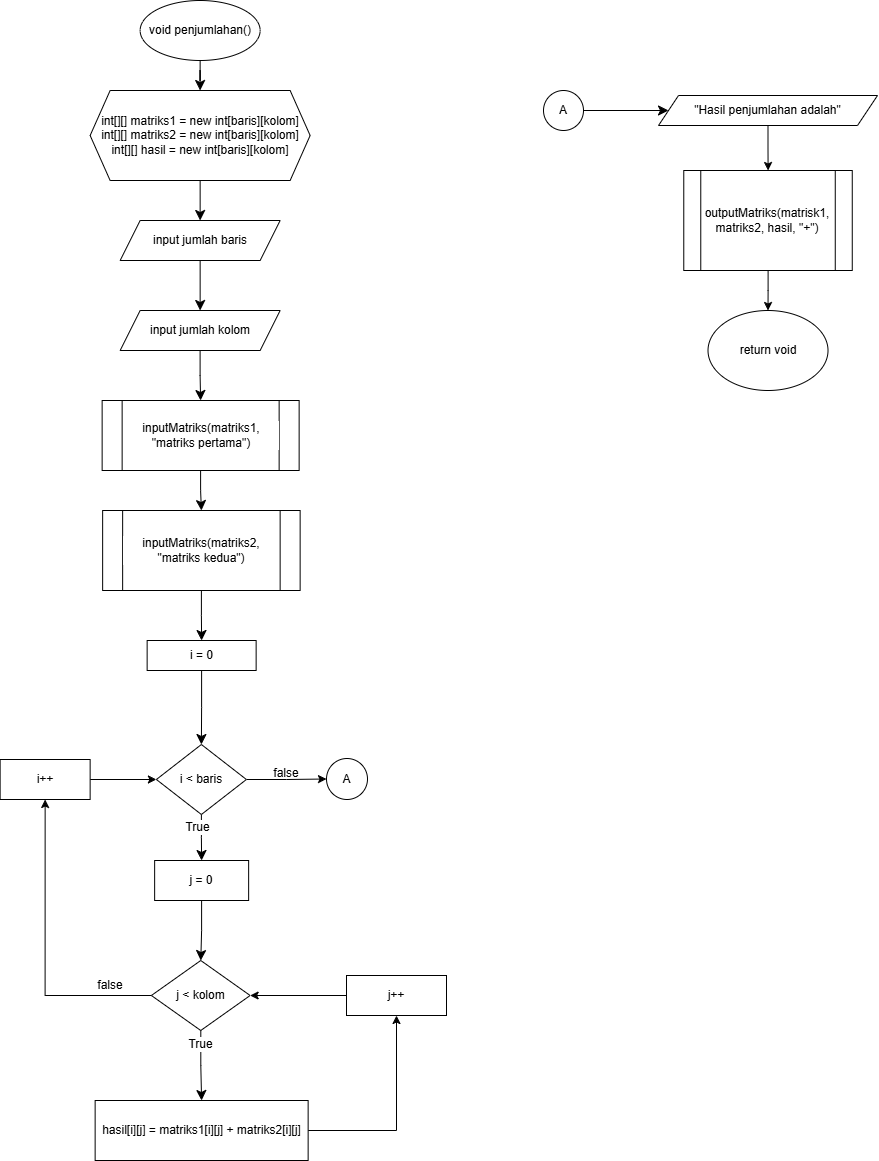 void penjumlahan()
int[][] matriks1 = new int[baris][kolom]
int[][] matriks2 = new int[baris][kolom]
int[][] hasil = new int[baris][kolom]
input jumlah baris
input jumlah kolom
inputMatriks(matriks1,
"matriks pertama")
inputMatriks(matriks2,
"matriks kedua")
i = 0
i++
i < baris
false
A
True
j = 0
false
j < kolom
j++
True
hasil[i][j] = matriks1[i][j] + matriks2[i][j]
A
"Hasil penjumlahan adalah"
outputMatriks(matrisk1,
matriks2, hasil, "+")
return void